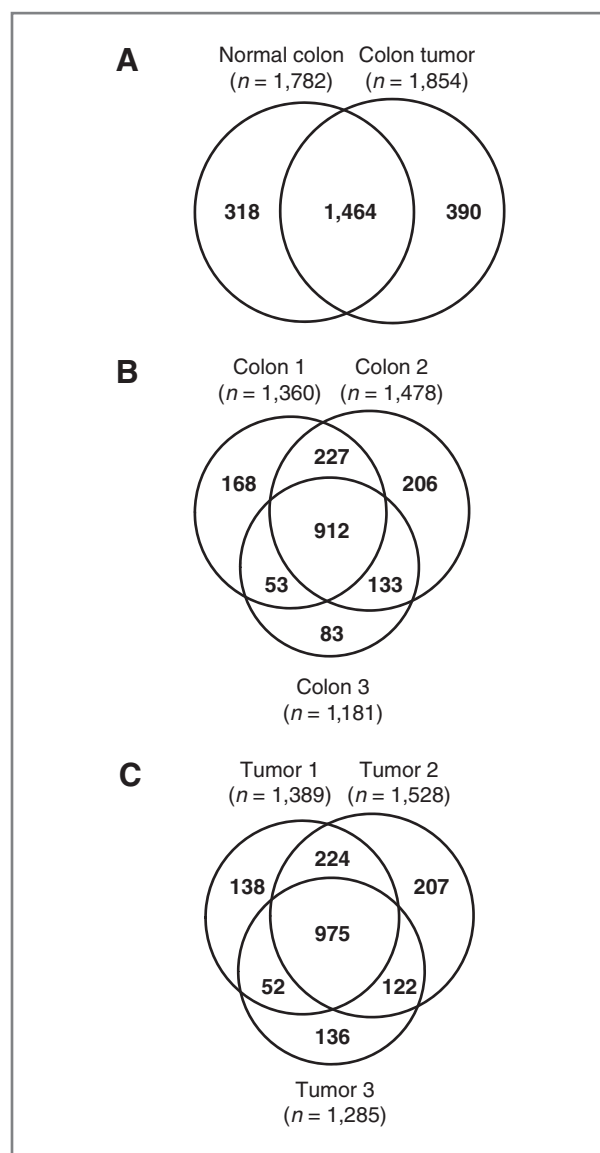 A
Normal colon Colon tumor
(n = 1,782) (n = 1,854)
318 1,464 390
B
Colon 1 Colon 2
(n = 1,360) (n = 1,478)
227
168 206
912
53 133
83
Colon 3
(n = 1,181)
C
Tumor 1 Tumor 2
(n = 1,389) (n = 1,528)
224
138 207
975
52 122
136
Tumor 3
(n = 1,285)